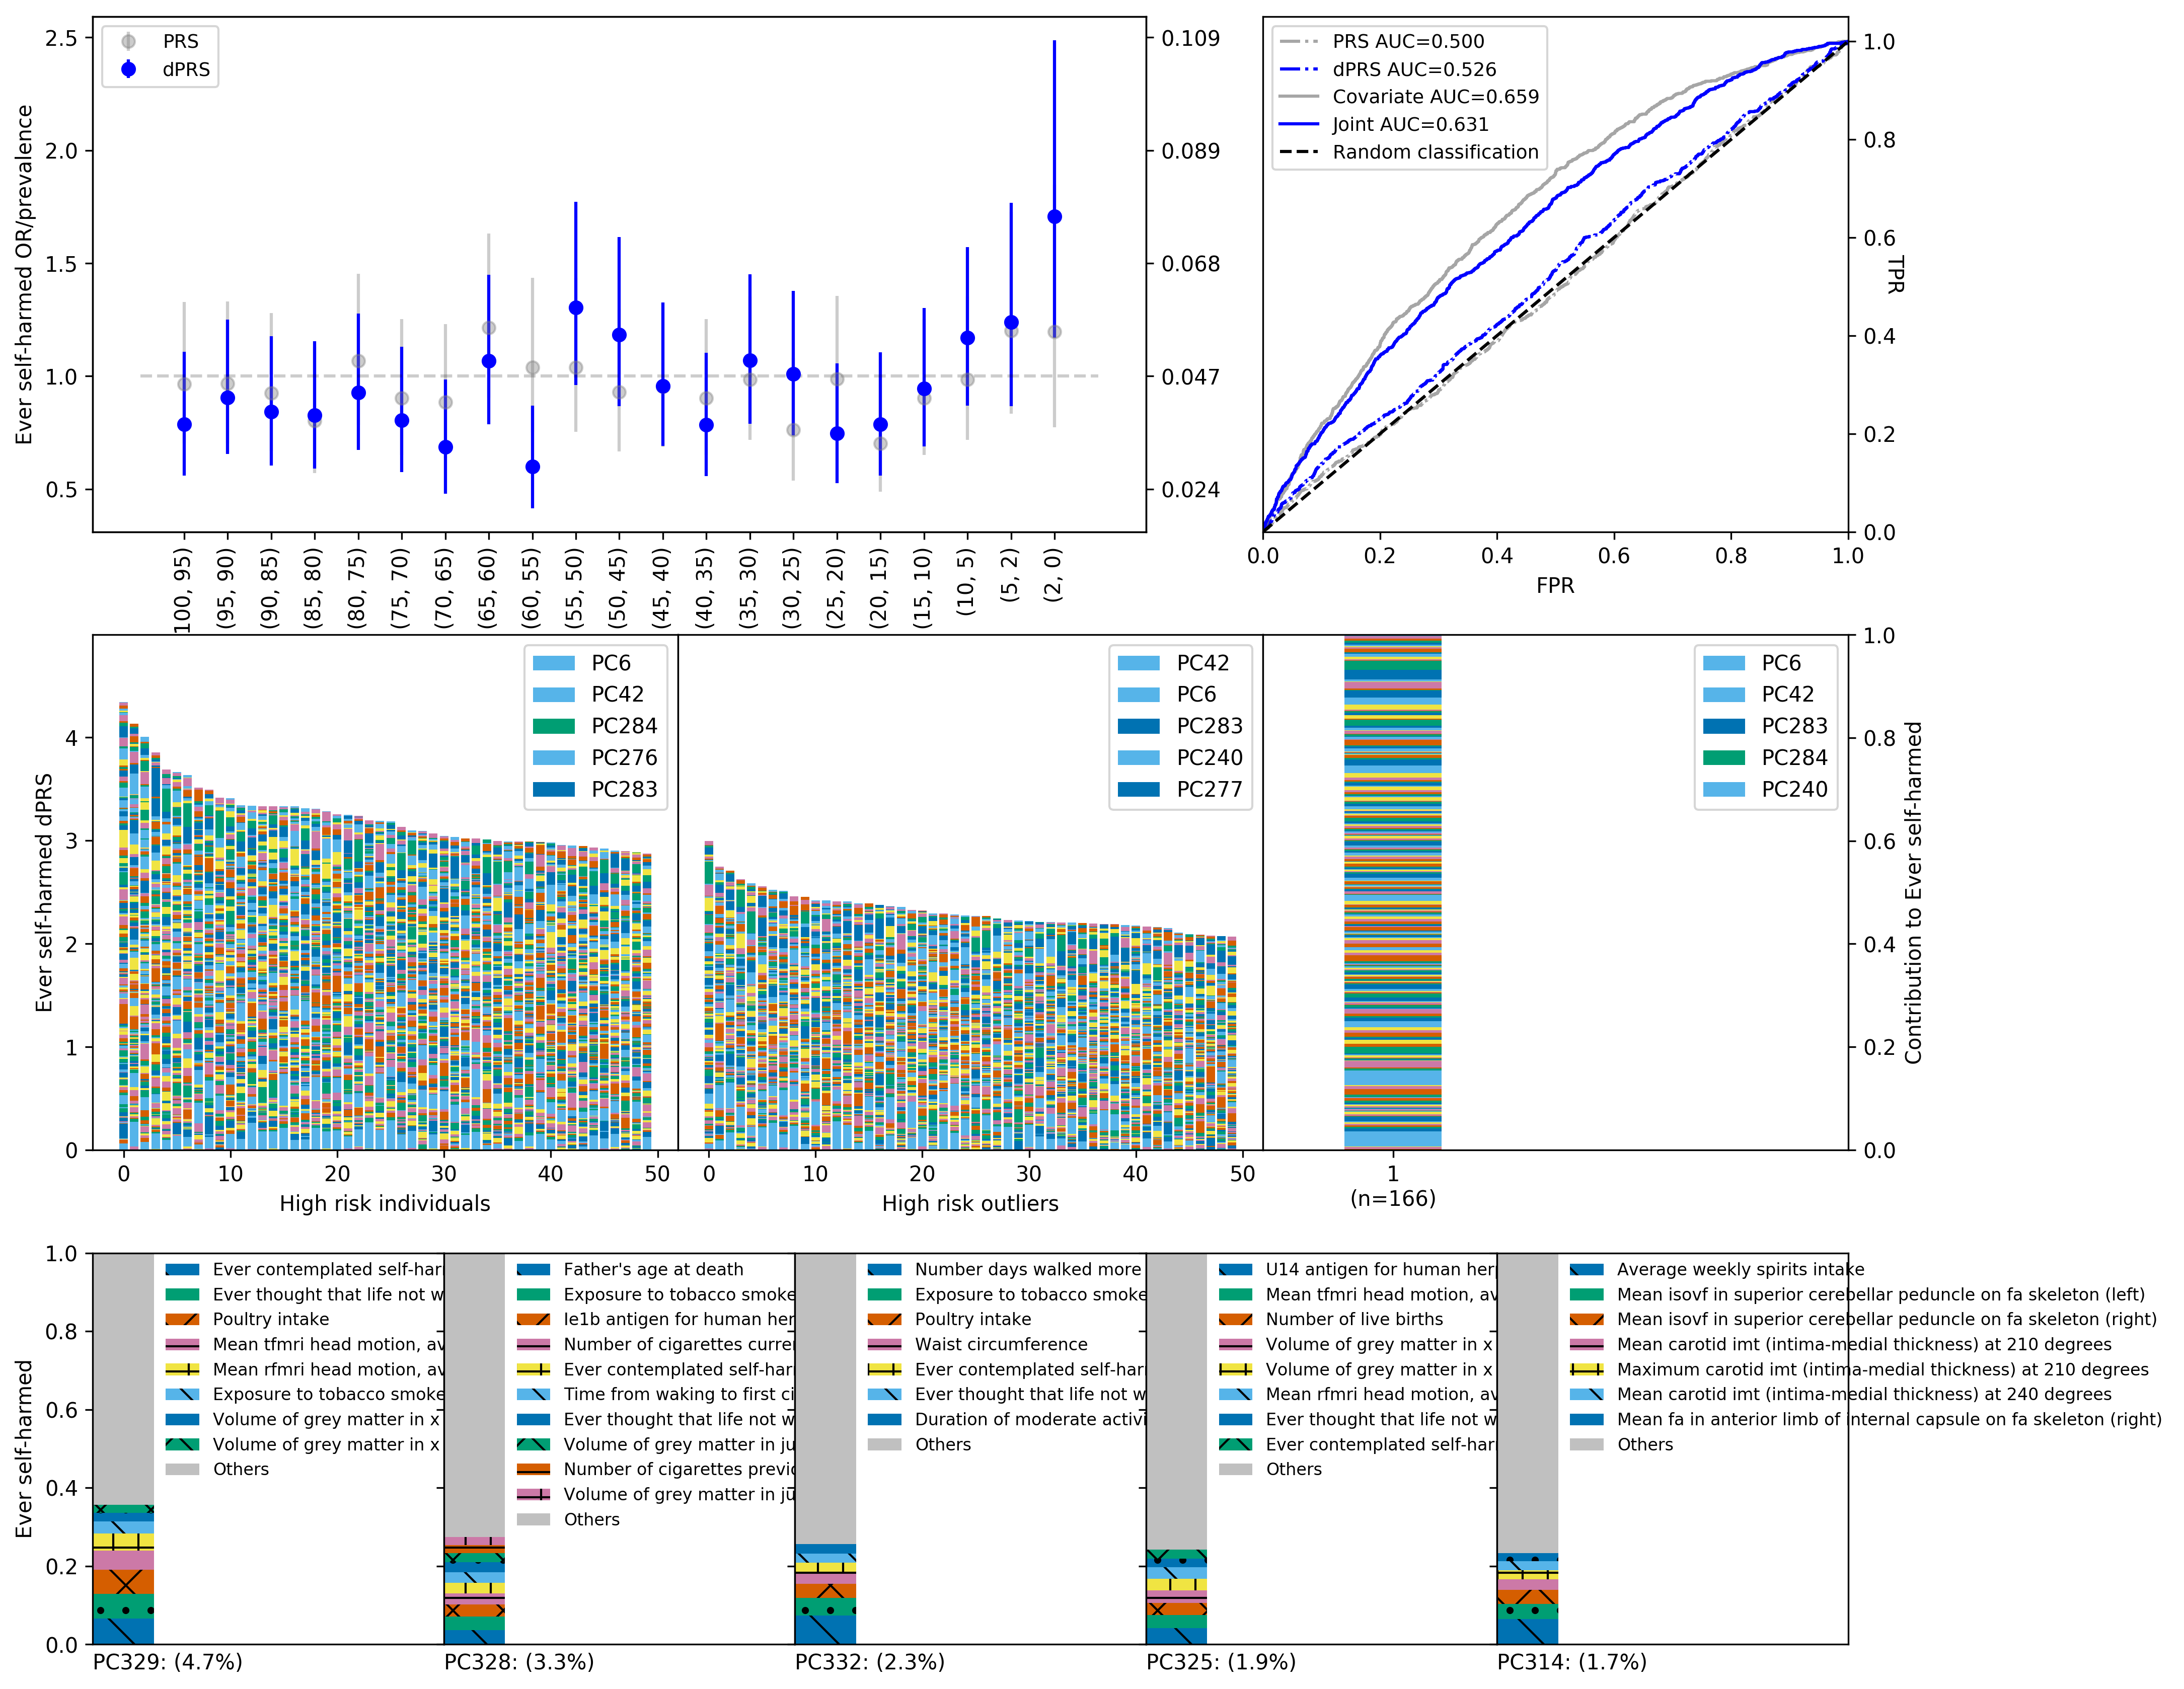 PRS
dPRS
Ever self-harmed OR/prevalence
2.5
2.0
1.5
1.0
0.5
0.109
0.089
0.068
0.047
0.024
100, 95)
(95, 90)
(90, 85)
(85, 80)
(80, 75)
(75, 70)
(70, 65)
(65, 60)
(60, 55)
(55, 50)
(50, 45)
(45, 40)
(40, 35)
(35, 30)
(30, 25)
(25, 20)
(20, 15)
(15, 10)
(10, 5)
(5, 2)
(2, 0)
PRS AUC=0.500
dPRS AUC=0.526
Covariate AUC=0.659
Joint AUC=0.631
Random classification
1.0
0.8
0.6
0.4
0.2
0.0
TPR
0.0 0.2 0.4 0.6 0.8 1.0
FPR
Ever self-harmed dPRS
4
3
2
1
0
PC6
PC42
PC284
PC276
PC283
0 10 20 30 40 50
High risk individuals
PC42
PC6
PC283
PC240
PC277
0 10 20 30 40 50
High risk outliers
PC6
PC42
PC283
PC284
PC240
1
(n=166)
1.0
0.8
0.6
0.4
0.2
0.0
Contribution to Ever self-harmed
Ever self-harmed
1.0
0.8
0.6
0.4
0.2
0.0
Ever contemplated self-har
Ever thought that life not w
Poultry intake
Mean tfmri head motion, av
Mean rfmri head motion, av
Exposure to tobacco smoke
Volume of grey matter in x
Volume of grey matter in x
Others
PC329: (4.7%)
Father's age at death
Exposure to tobacco smoke
Ie1b antigen for human her
Number of cigarettes currer
Ever contemplated self-har
Time from waking to first ci
Ever thought that life not w
Volume of grey matter in ju
Number of cigarettes previo
Volume of grey matter in ju
Others
PC328: (3.3%)
Number days walked more
Exposure to tobacco smoke
Poultry intake
Waist circumference
Ever contemplated self-har
Ever thought that life not w
Duration of moderate activi
Others
PC332: (2.3%)
U14 antigen for human her
Mean tfmri head motion, av
Number of live births
Volume of grey matter in x
Volume of grey matter in x
Mean rfmri head motion, av
Ever thought that life not w
Ever contemplated self-har
Others
PC325: (1.9%)
Average weekly spirits intake
Mean isovf in superior cerebellar peduncle on fa skeleton (left)
Mean isovf in superior cerebellar peduncle on fa skeleton (right)
Mean carotid imt (intima-medial thickness) at 210 degrees
Maximum carotid imt (intima-medial thickness) at 210 degrees
Mean carotid imt (intima-medial thickness) at 240 degrees
Mean fa in anterior limb of internal capsule on fa skeleton (right)
Others
PC314: (1.7%)